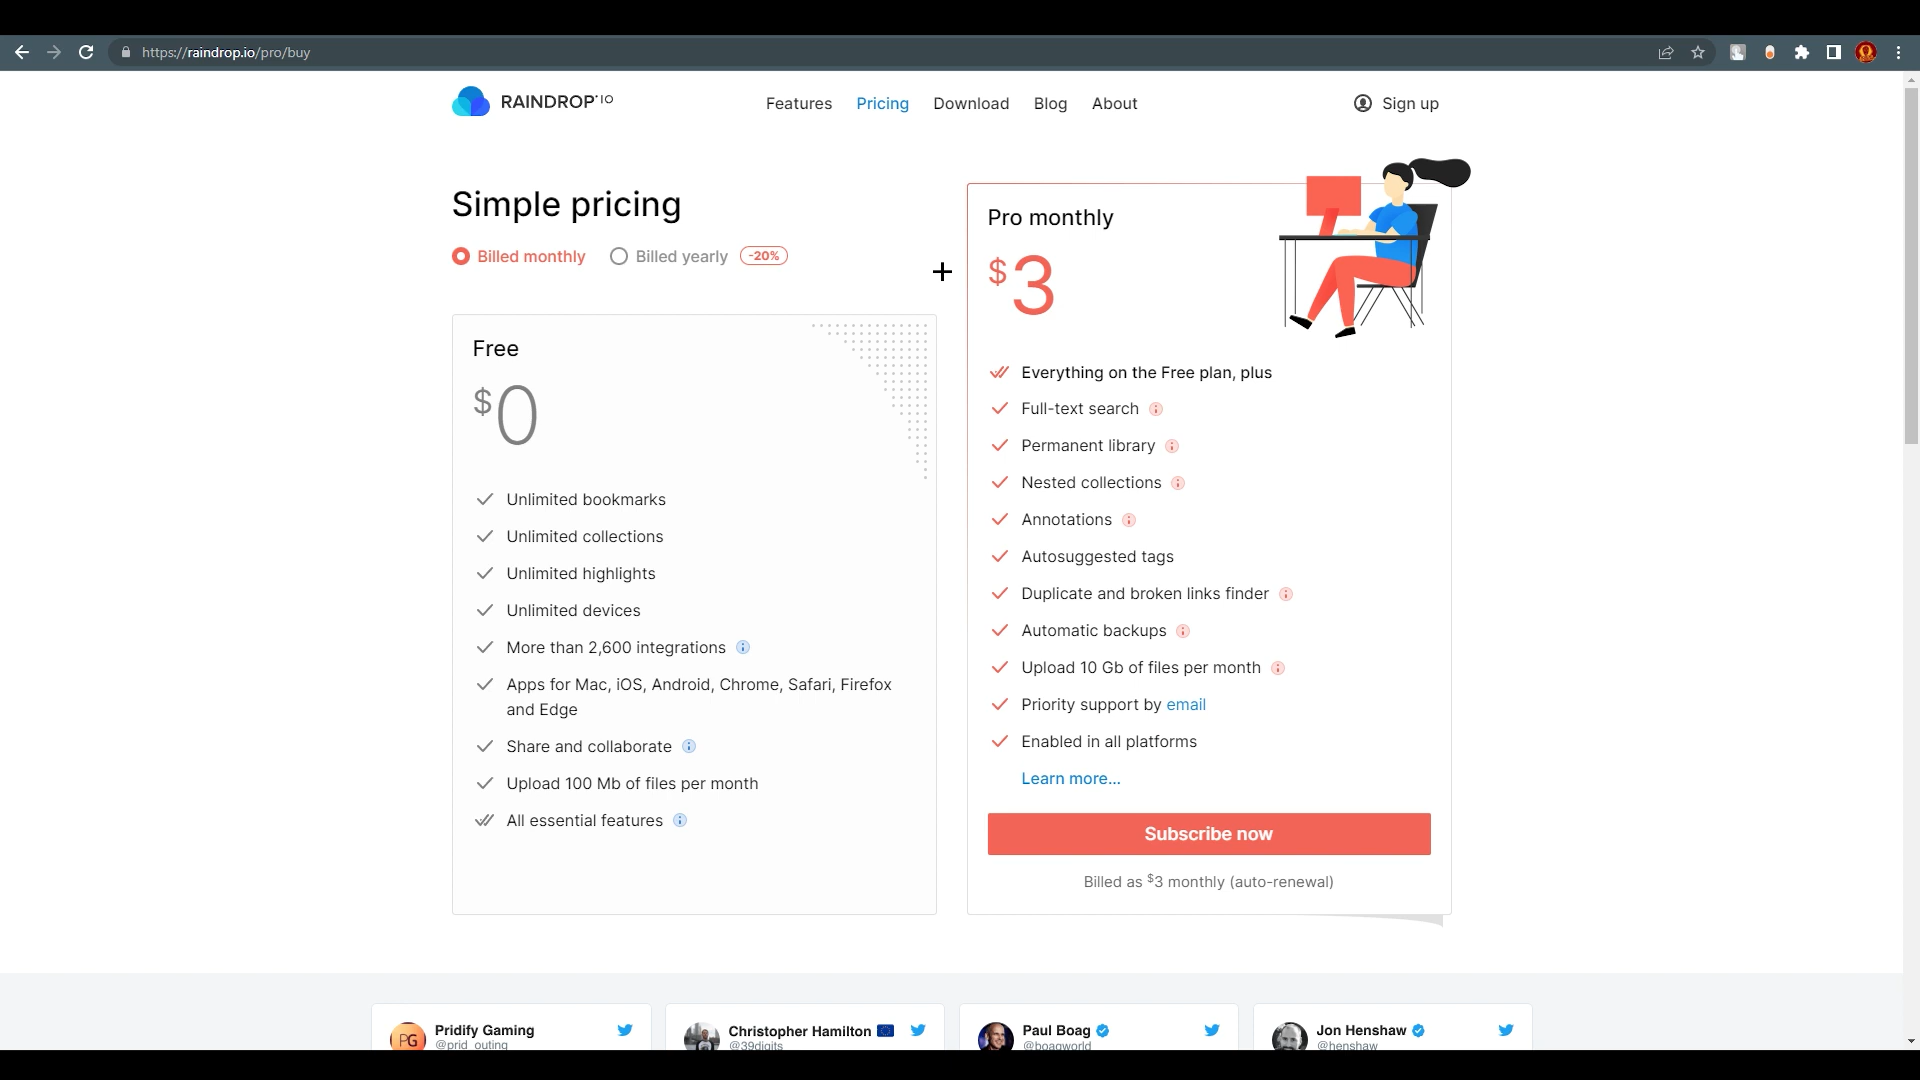 https://raindrop.io/pro/buy
RAINDROP IO
Features
Pricing
Download
Blog
About
Sign up
Simple pricing
Billed monthly
Billed yearly
-20%
Free
$0
Unlimited bookmarks
Unlimited collections
Unlimited highlights
Unlimited devices
More than 2,600 integrations
Apps for Mac, iOS, Android, Chrome, Safari, Firefox
and Edge
Share and collaborate
Upload 100 Mb of files per month
All essential features
Pro monthly
$3
Everything on the Free plan, plus
Full-text search
Permanent library
Nested collections
Annotations
Autosuggested tags
Duplicate and broken links finder
Automatic backups
Upload 10 Gb of files per month
Priority support by email
Enabled in all platforms
Learn more...
Subscribe now
Billed as $3 monthly (auto-renewal)
PG
Pridify Gaming
@prid_outing
Christopher Hamilton
@39digits
Paul Boag
@boagworld
Jon Henshaw
@henshaw